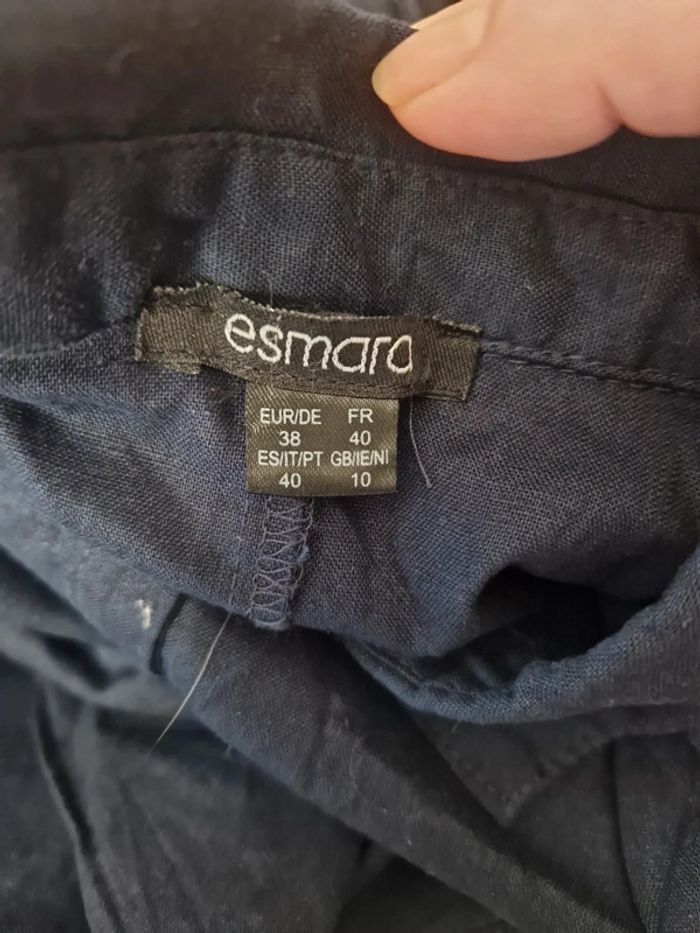 esmara
EUR/DE FR
38 40
ES/IT/PT GB/IE/NI
40 10